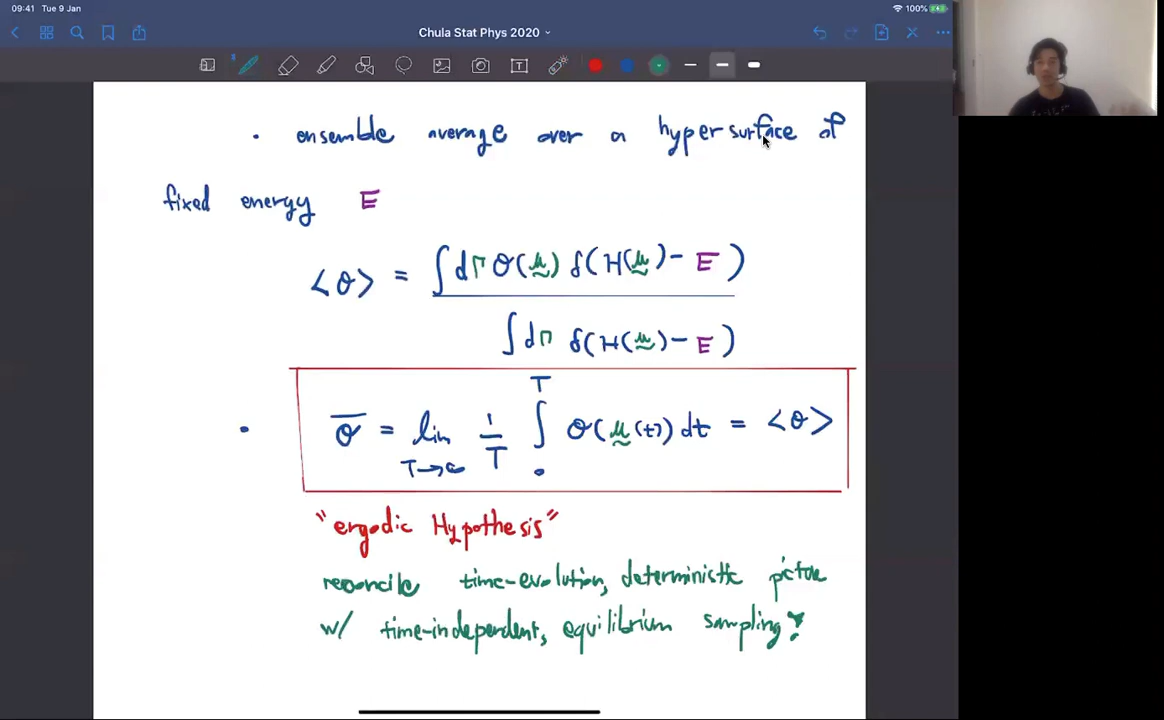 09:41 Tue 9 Jan
100%
Chula Stat Phys 2020
• ensemble average over a hypersurface of
fixed energy E
<O> = ∫dΓ O(μ) δ(H(μ) - E)
∫dΓ δ(H(μ) - E)
• O̅ = lim T→∞ 1/T ∫₀ᵀ O(μ(t)) dt = <O>
"ergodic Hypothesis"
reconcile time-evolution, deterministic picture
w/ time-independent, equilibrium sampling?